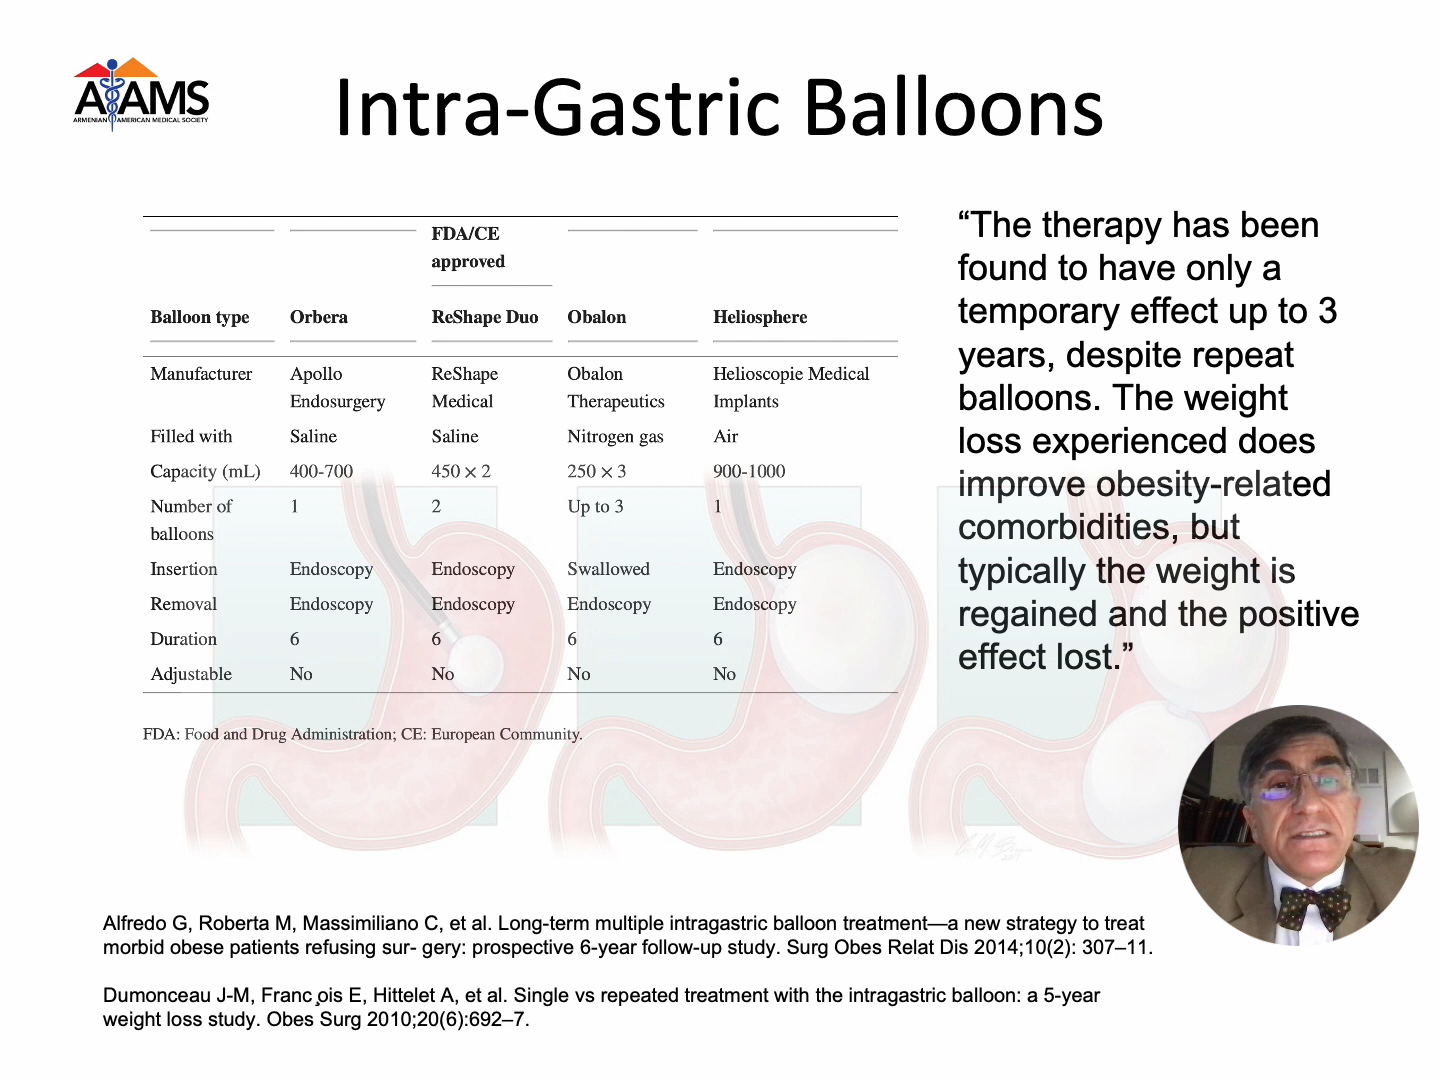 AAMS
ARMENIAN AMERICAN MEDICAL SOCIETY
Intra-Gastric Balloons
FDA/CE
approved
Balloon type Orbera ReShape Duo Obalon Heliosphere
Manufacturer Apollo Endosurgery ReShape Medical Obalon Therapeutics Helioscopie Medical Implants
Filled with Saline Saline Nitrogen gas Air
Capacity (mL) 400-700 450 × 2 250 × 3 900-1000
Number of balloons 1 2 Up to 3 1
Insertion Endoscopy Endoscopy Swallowed Endoscopy
Removal Endoscopy Endoscopy Endoscopy Endoscopy
Duration 6 6 6 6
Adjustable No No No No
FDA: Food and Drug Administration; CE: European Community.
“The therapy has been
found to have only a
temporary effect up to 3
years, despite repeat
balloons. The weight
loss experienced does
improve obesity-related
comorbidities, but
typically the weight is
regained and the positive
effect lost.”
Alfredo G, Roberta M, Massimiliano C, et al. Long-term multiple intragastric balloon treatment—a new strategy to treat
morbid obese patients refusing sur- gery: prospective 6-year follow-up study. Surg Obes Relat Dis 2014;10(2): 307–11.
Dumonceau J-M, Franc¸ois E, Hittelet A, et al. Single vs repeated treatment with the intragastric balloon: a 5-year
weight loss study. Obes Surg 2010;20(6):692–7.